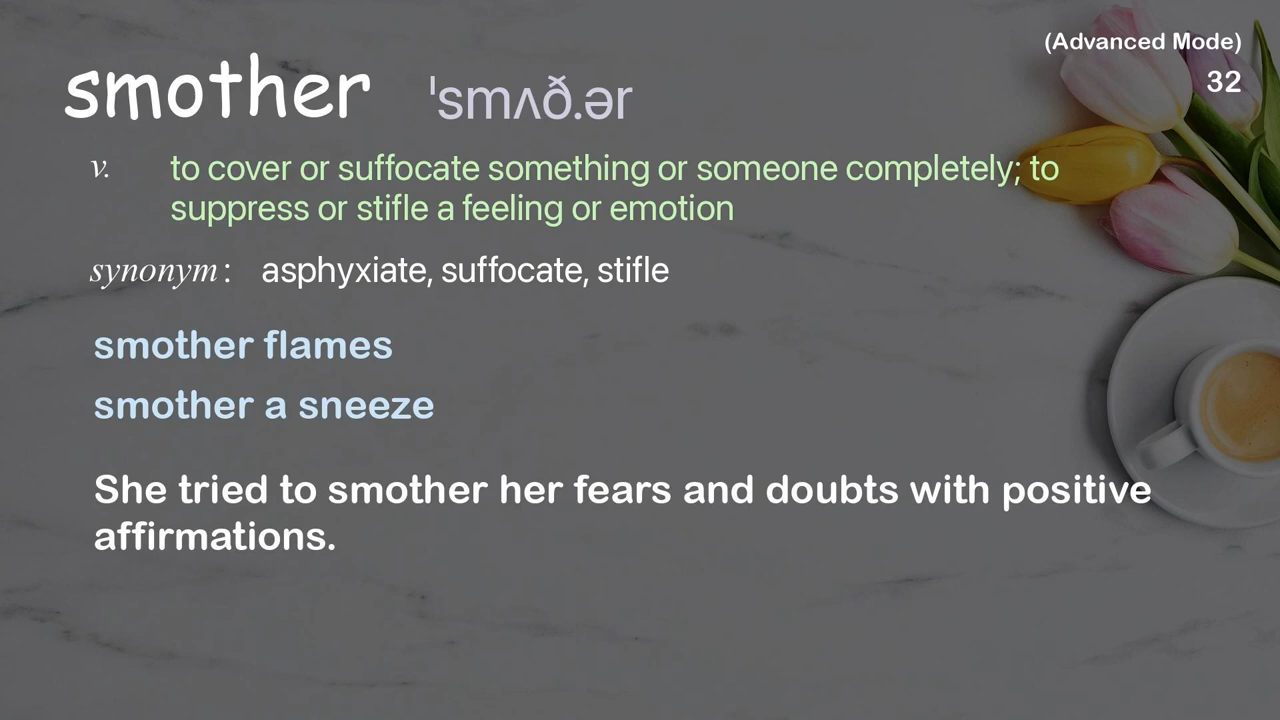 (Advanced Mode)
32
smother ˈsmʌð.ər
v. to cover or suffocate something or someone completely; to
suppress or stifle a feeling or emotion
synonym: asphyxiate, suffocate, stifle
smother flames
smother a sneeze
She tried to smother her fears and doubts with positive
affirmations.